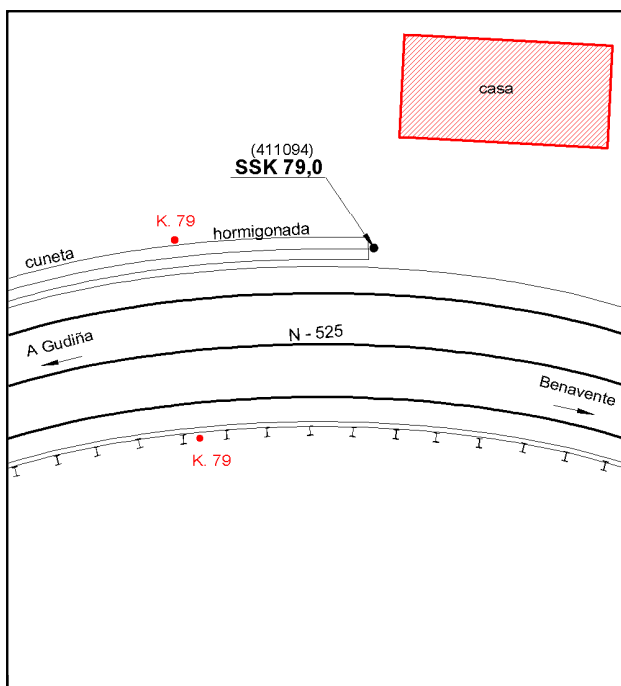 casa
(411094)
SSK 79,0
K. 79
cuneta
hormigonada
A Gudiña
N - 525
Benavente
K. 79